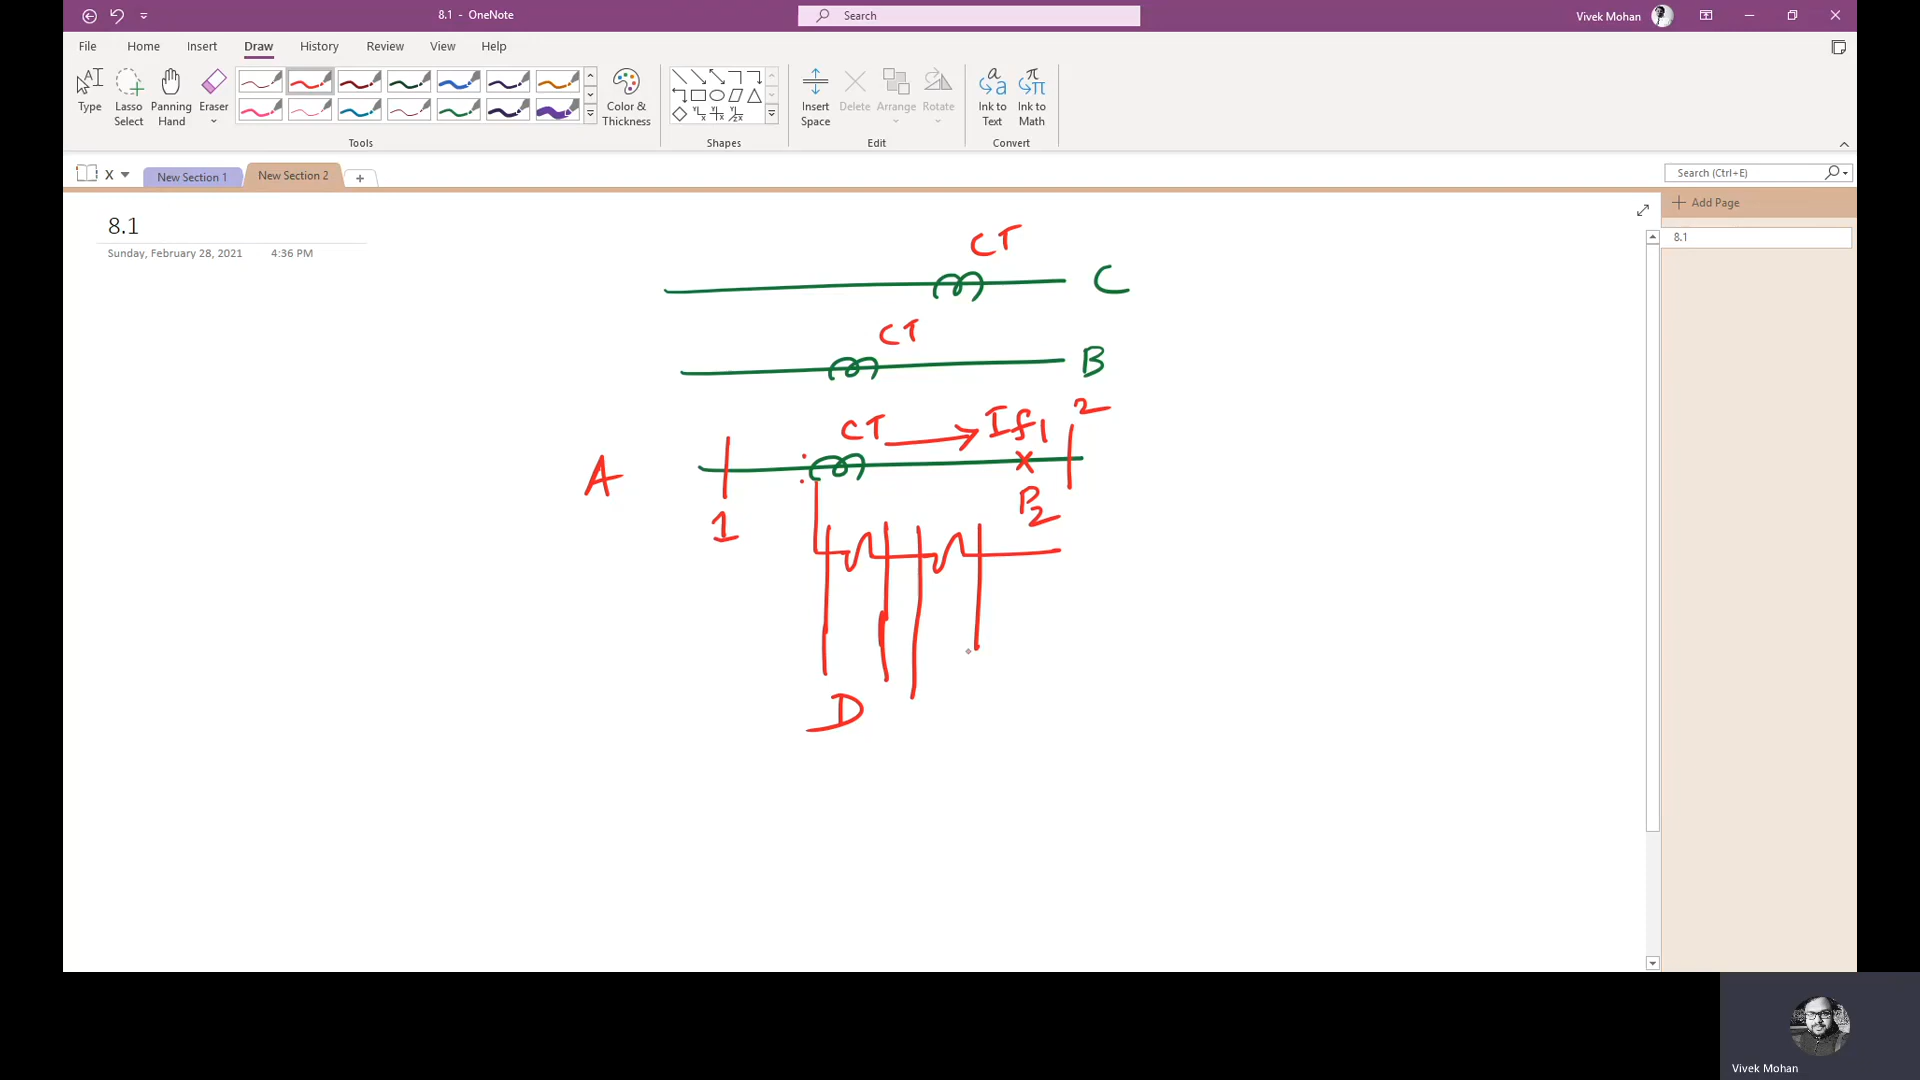 8.1 - OneNote
Search
Vivek Mohan
File Home Insert Draw History Review View Help
Type
Lasso Select
Panning Hand
Eraser
Color & Thickness
Insert Space
Delete
Arrange
Rotate
Ink to Text
Ink to Math
Tools
Shapes
Edit
Convert
X
New Section 1
New Section 2
Search (Ctrl+E)
Add Page
8.1
8.1
Sunday, February 28, 2021 4:36 PM
CT
C
CT
B
2
CT
If1
A
1
D
Vivek Mohan